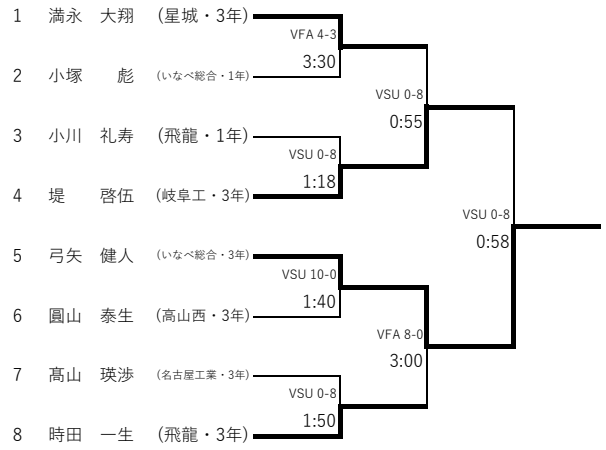 1 満永 大翔 (星城・3年)
VFA 4-3
3:30
2 小塚 彪 (いなべ総合・1年)
VSU 0-8
0:55
3 小川 礼寿 (飛龍・1年)
VSU 0-8
1:18
4 堤 啓伍 (岐阜工・3年)
VSU 0-8
0:58
5 弓矢 健人 (いなべ総合・3年)
VSU 10-0
1:40
6 圓山 泰生 (高山西・3年)
VFA 8-0
3:00
7 髙山 瑛渉 (名古屋工業・3年)
VSU 0-8
1:50
8 時田 一生 (飛龍・3年)